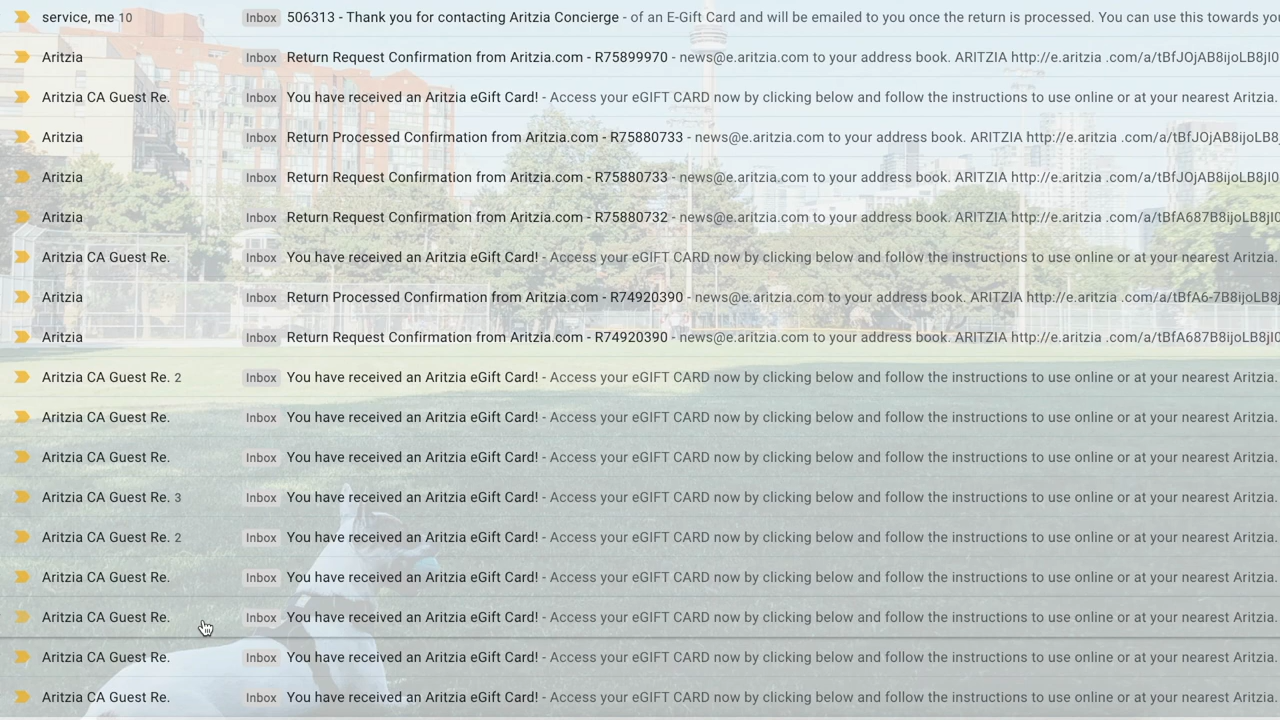 service, me 10 Inbox 506313 - Thank you for contacting Aritzia Concierge - of an E-Gift Card and will be emailed to you once the return is processed. You can use this towards
Aritzia Inbox Return Request Confirmation from Aritzia.com - R75899970 - news@e.aritzia.com to your address book. ARITZIA http://e.aritzia .com/a/tBfJOjAB8ijoLB8jI0
Aritzia CA Guest Re. Inbox You have received an Aritzia eGift Card! - Access your eGIFT CARD now by clicking below and follow the instructions to use online or at your nearest Aritzia.
Aritzia Inbox Return Processed Confirmation from Aritzia.com - R75880733 - news@e.aritzia.com to your address book. ARITZIA http://e.aritzia .com/a/tBfJOjAB8ijoLB8
Aritzia Inbox Return Request Confirmation from Aritzia.com - R75880733 - news@e.aritzia.com to your address book. ARITZIA http://e.aritzia .com/a/tBfJOjAB8ijoLB8jI0
Aritzia Inbox Return Request Confirmation from Aritzia.com - R75880732 - news@e.aritzia.com to your address book. ARITZIA http://e.aritzia .com/a/tBfA687B8ijoLB8jI0
Aritzia CA Guest Re. Inbox You have received an Aritzia eGift Card! - Access your eGIFT CARD now by clicking below and follow the instructions to use online or at your nearest Aritzia.
Aritzia Inbox Return Processed Confirmation from Aritzia.com - R74920390 - news@e.aritzia.com to your address book. ARITZIA http://e.aritzia .com/a/tBfA6-7B8ijoLB8
Aritzia Inbox Return Request Confirmation from Aritzia.com - R74920390 - news@e.aritzia.com to your address book. ARITZIA http://e.aritzia .com/a/tBfA687B8ijoLB8jI0
Aritzia CA Guest Re. 2 Inbox You have received an Aritzia eGift Card! - Access your eGIFT CARD now by clicking below and follow the instructions to use online or at your nearest Aritzia.
Aritzia CA Guest Re. Inbox You have received an Aritzia eGift Card! - Access your eGIFT CARD now by clicking below and follow the instructions to use online or at your nearest Aritzia.
Aritzia CA Guest Re. Inbox You have received an Aritzia eGift Card! - Access your eGIFT CARD now by clicking below and follow the instructions to use online or at your nearest Aritzia.
Aritzia CA Guest Re. 3 Inbox You have received an Aritzia eGift Card! - Access your eGIFT CARD now by clicking below and follow the instructions to use online or at your nearest Aritzia.
Aritzia CA Guest Re. 2 Inbox You have received an Aritzia eGift Card! - Access your eGIFT CARD now by clicking below and follow the instructions to use online or at your nearest Aritzia.
Aritzia CA Guest Re. Inbox You have received an Aritzia eGift Card! - Access your eGIFT CARD now by clicking below and follow the instructions to use online or at your nearest Aritzia.
Aritzia CA Guest Re. Inbox You have received an Aritzia eGift Card! - Access your eGIFT CARD now by clicking below and follow the instructions to use online or at your nearest Aritzia.
Aritzia CA Guest Re. Inbox You have received an Aritzia eGift Card! - Access your eGIFT CARD now by clicking below and follow the instructions to use online or at your nearest Aritzia.
Aritzia CA Guest Re. Inbox You have received an Aritzia eGift Card! - Access your eGIFT CARD now by clicking below and follow the instructions to use online or at your nearest Aritzia.